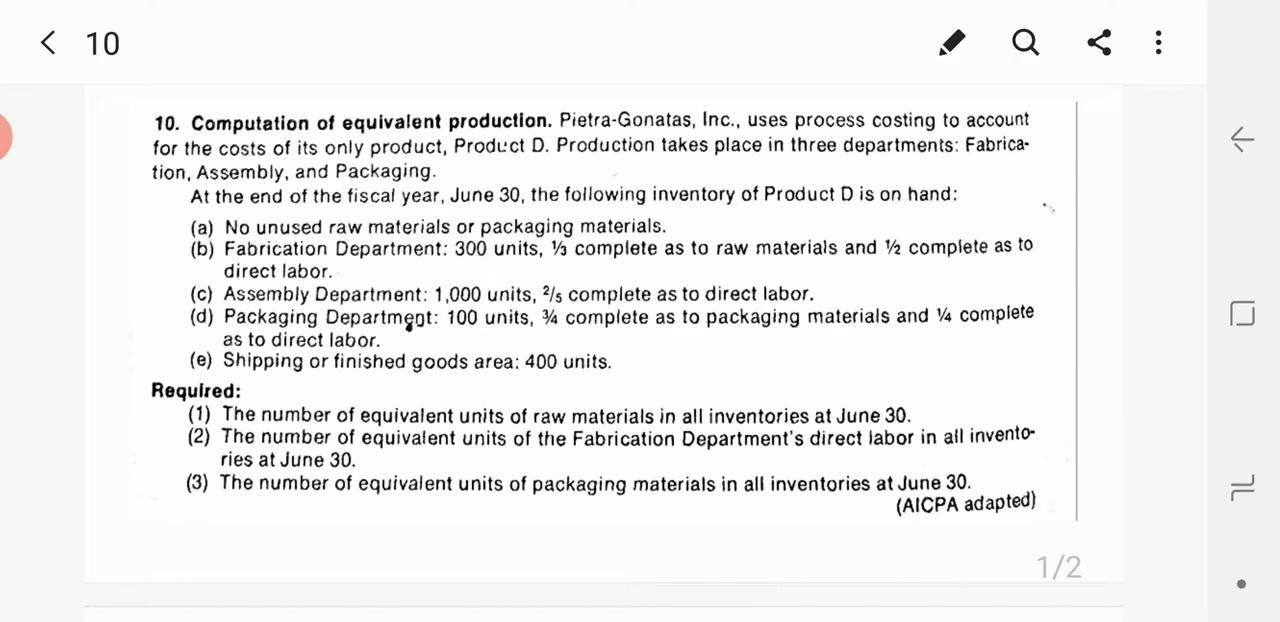 10
10. Computation of equivalent production. Pietra-Gonatas, Inc., uses process costing to account
for the costs of its only product, Product D. Production takes place in three departments: Fabrica-
tion, Assembly, and Packaging.
At the end of the fiscal year, June 30, the following inventory of Product D is on hand:
(a) No unused raw materials or packaging materials.
(b) Fabrication Department: 300 units, ⅓ complete as to raw materials and ½ complete as to
direct labor.
(c) Assembly Department: 1,000 units, ²/₅ complete as to direct labor.
(d) Packaging Department: 100 units, ¾ complete as to packaging materials and ¼ complete
as to direct labor.
(e) Shipping or finished goods area: 400 units.
Required:
(1) The number of equivalent units of raw materials in all inventories at June 30.
(2) The number of equivalent units of the Fabrication Department's direct labor in all invento-
ries at June 30.
(3) The number of equivalent units of packaging materials in all inventories at June 30.
(AICPA adapted)
1/2